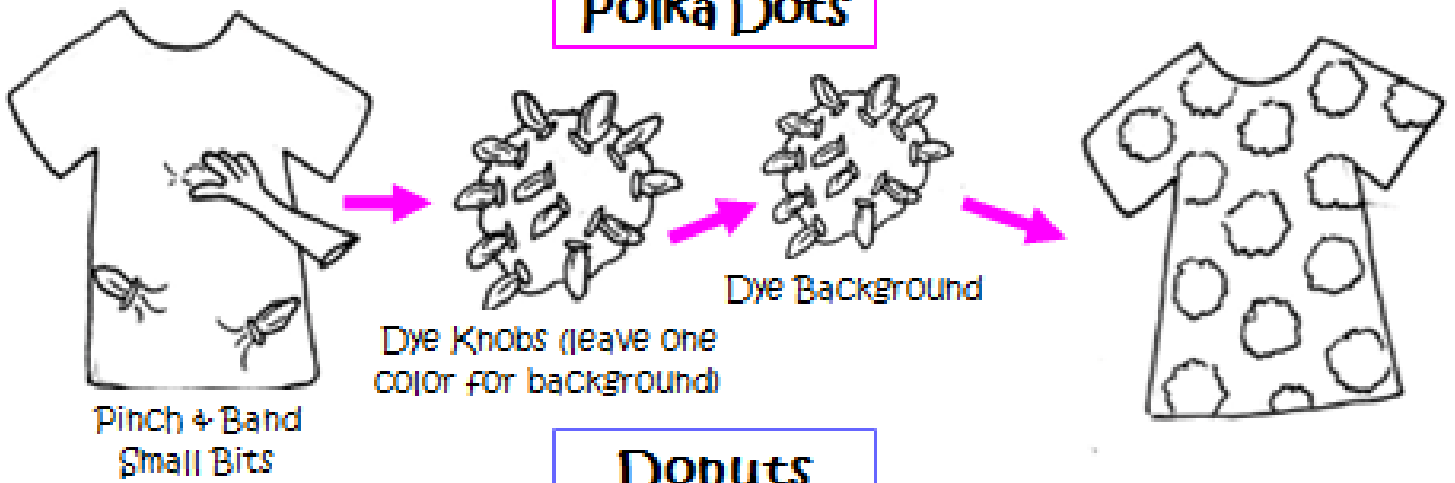 Polka Dots
Dye Background
Dye Knobs (leave one
color for background)
Pinch & Band
Small Bits
Donuts